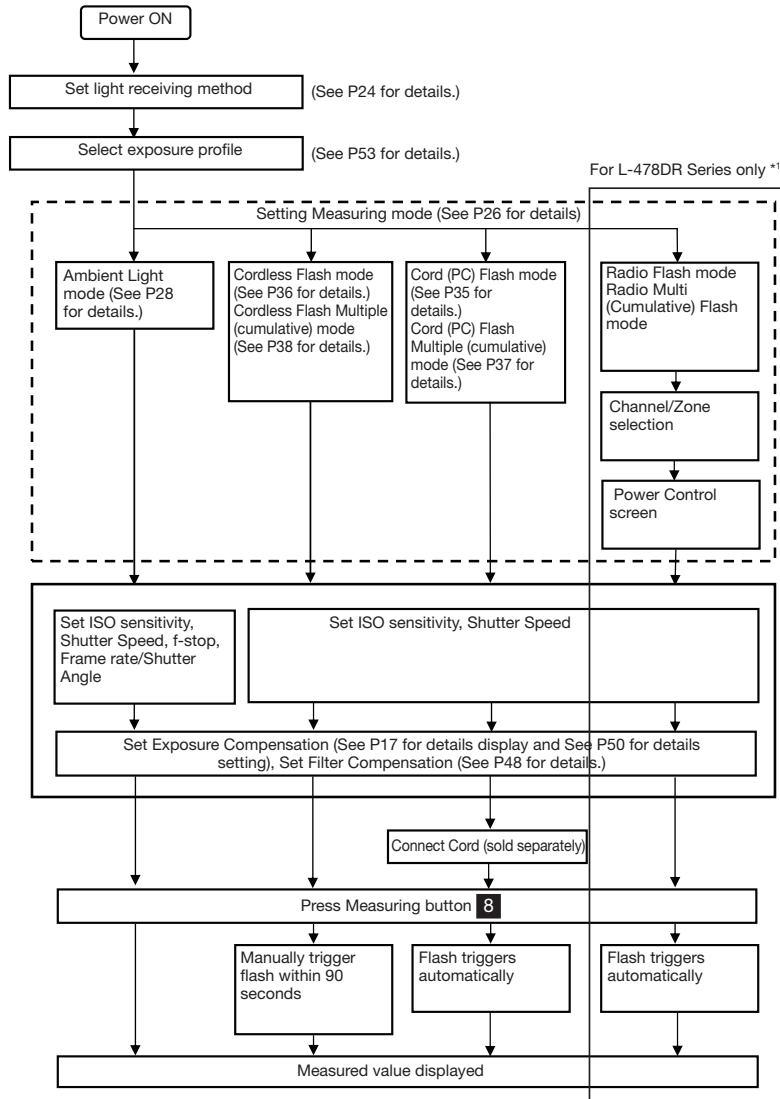 Power ON
Set light receiving method
(See P24 for details.)
Select exposure profile
(See P53 for details.)
For L-478DR Series only *1
Setting Measuring mode (See P26 for details)
Ambient Light
mode (See P28
for details.)
Cordless Flash mode
(See P36 for details.)
Cordless Flash Multiple
(cumulative) mode
(See P38 for details.)
Cord (PC) Flash mode
(See P35 for
details.)
Cord (PC) Flash
Multiple (cumulative)
mode (See P37 for
details.)
Radio Flash mode
Radio Multi
(Cumulative) Flash
mode
Channel/Zone
selection
Power Control
screen
Set ISO sensitivity,
Shutter Speed, f-stop,
Frame rate/Shutter
Angle
Set ISO sensitivity, Shutter Speed
Set Exposure Compensation (See P17 for details display and See P50 for details
setting), Set Filter Compensation (See P48 for details.)
Connect Cord (sold separately)
Press Measuring button 8
Manually trigger
flash within 90
seconds
Flash triggers
automatically
Flash triggers
automatically
Measured value displayed